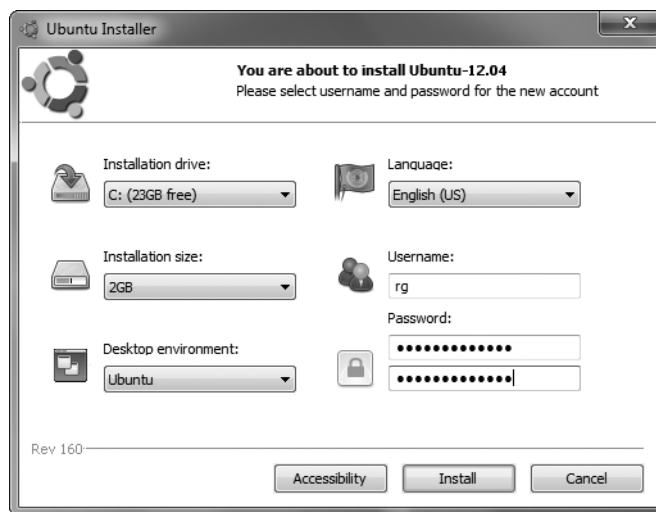 Ubuntu Installer
You are about to install Ubuntu-12.04
Please select username and password for the new account
Installation drive:
C: (23GB free)
Language:
English (US)
Installation size:
2GB
Username:
rg
Password:
•••••••••••••
Desktop environment:
Ubuntu
•••••••••••••
Rev 160
Accessibility
Install
Cancel